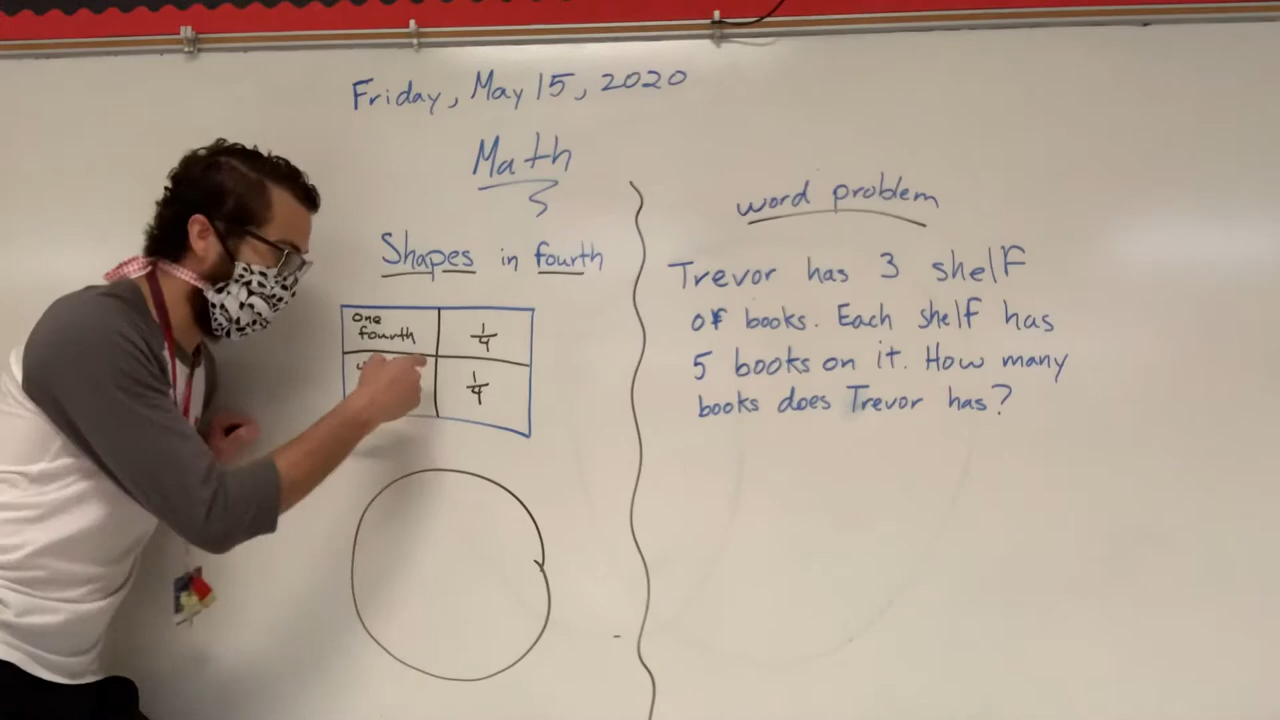 Friday, May 15, 2020
Math
Shapes in fourth
one
fourth
1/4
1/4
word problem
Trevor has 3 shelf
of books. Each shelf has
5 books on it. How many
books does Trevor has?